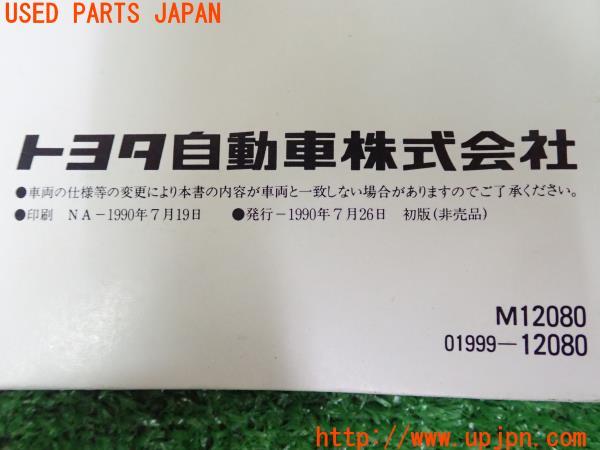 USED PARTS JAPAN
トヨタ自動車株式会社
●車両の仕様等の変更により本書の内容が車両と一致しない場合がありますのでご了承ください。
●印刷 NA-1990年7月19日 ●発行-1990年7月26日 初版(非売品)
M12080
01999-12080
http://www.upjpn.com